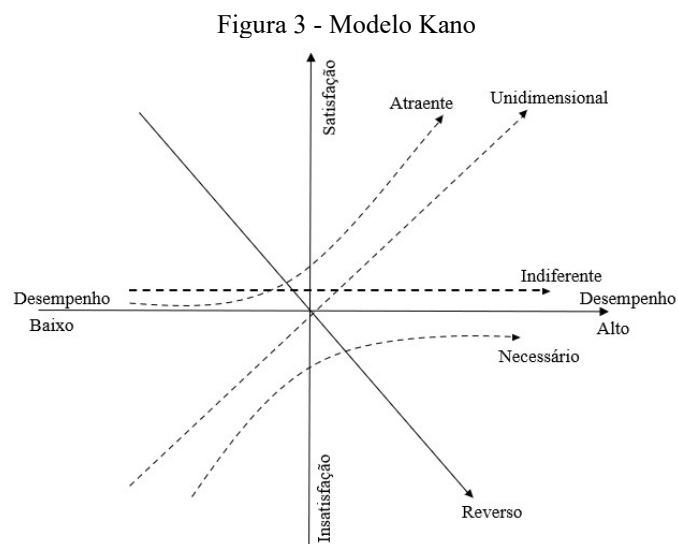 Figura 3 - Modelo Kano
Satisfação
Atraente
Unidimensional
Indiferente
Desempenho
Baixo
Desempenho
Alto
Necessário
Insatisfação
Reverso